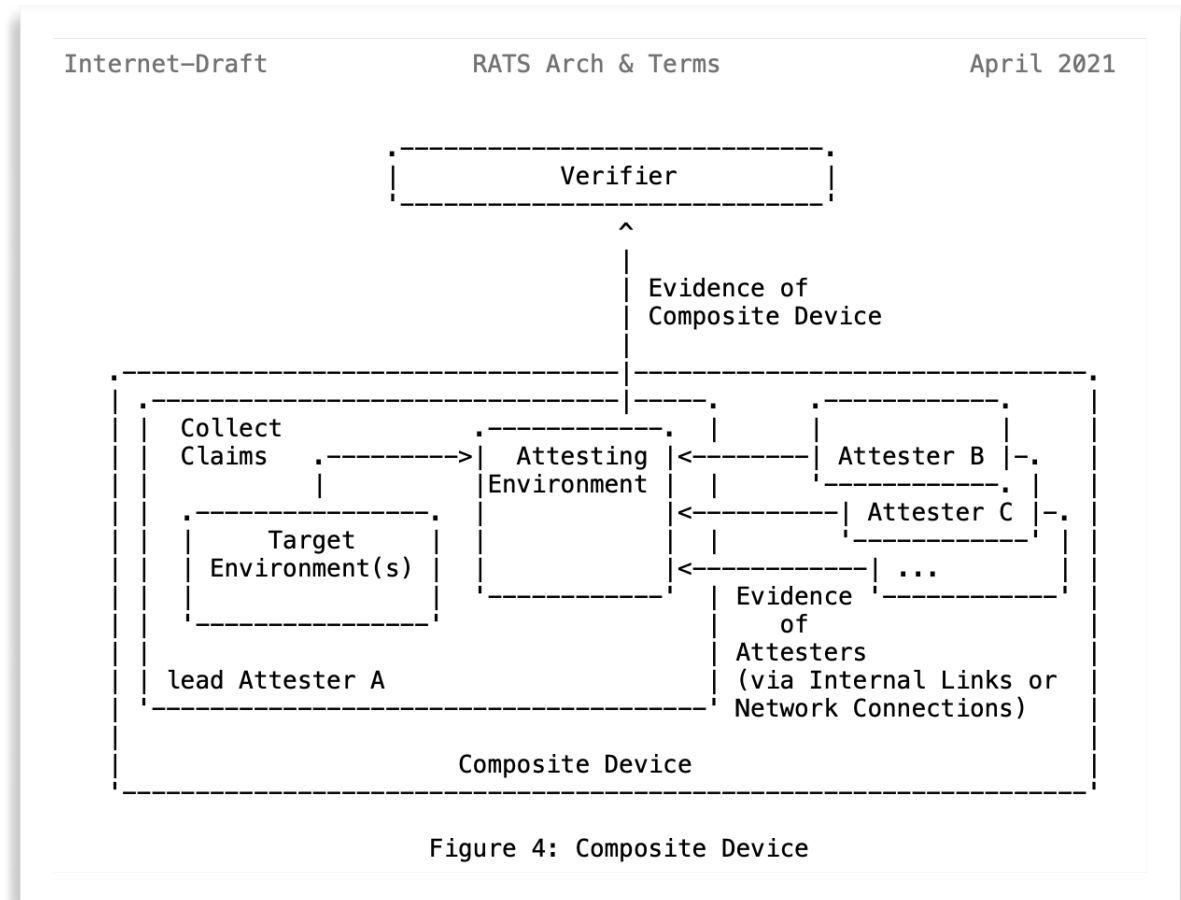 Internet-Draft RATS Arch & Terms April 2021
Verifier
Evidence of
Composite Device
Collect
Claims
Attesting
Environment
Target
Environment(s)
lead Attester A
Attester B
Attester C
...
Evidence
of
Attesters
(via Internal Links or
Network Connections)
Composite Device
Figure 4: Composite Device